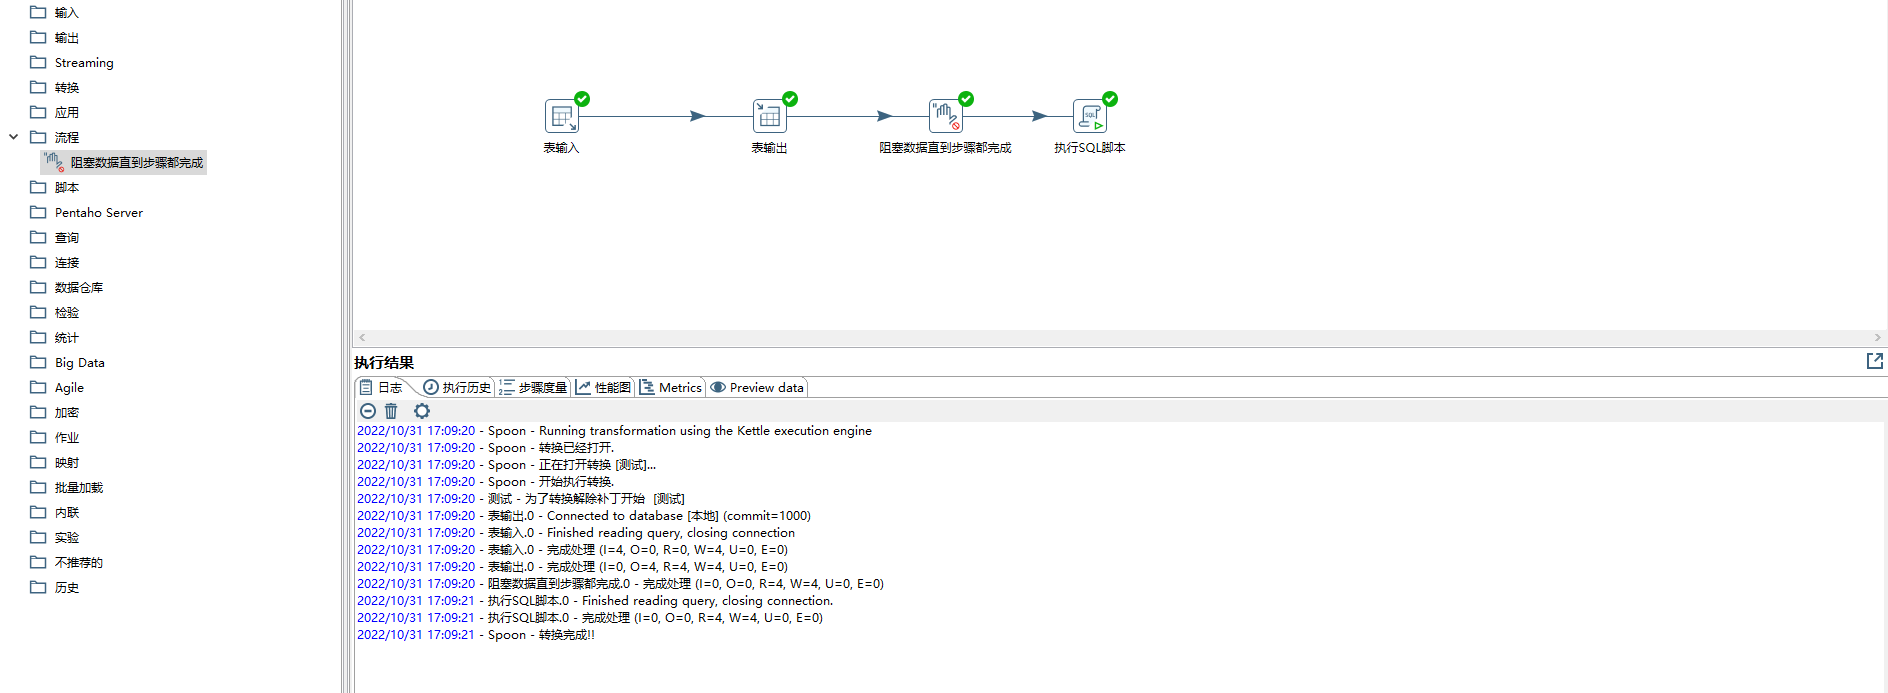 输入
输出
Streaming
转换
应用
流程
阻塞数据直到步骤都完成
脚本
Pentaho Server
查询
连接
数据仓库
检验
统计
Big Data
Agile
加密
作业
映射
批量加载
内联
实验
不推荐的
历史
表输入
表输出
阻塞数据直到步骤都完成
执行SQL脚本
执行结果
日志 执行历史 步骤度量 性能图 Metrics Preview data
2022/10/31 17:09:20 - Spoon - Running transformation using the Kettle execution engine
2022/10/31 17:09:20 - Spoon - 转换已经打开.
2022/10/31 17:09:20 - Spoon - 正在打开转换 [测试]...
2022/10/31 17:09:20 - Spoon - 开始执行转换.
2022/10/31 17:09:20 - 测试 - 为了转换解除补丁开始  [测试]
2022/10/31 17:09:20 - 表输出.0 - Connected to database [本地] (commit=1000)
2022/10/31 17:09:20 - 表输入.0 - Finished reading query, closing connection
2022/10/31 17:09:20 - 表输入.0 - 完成处理 (I=4, O=0, R=0, W=4, U=0, E=0)
2022/10/31 17:09:20 - 表输出.0 - 完成处理 (I=0, O=4, R=4, W=4, U=0, E=0)
2022/10/31 17:09:20 - 阻塞数据直到步骤都完成.0 - 完成处理 (I=0, O=0, R=4, W=4, U=0, E=0)
2022/10/31 17:09:21 - 执行SQL脚本.0 - Finished reading query, closing connection.
2022/10/31 17:09:21 - 执行SQL脚本.0 - 完成处理 (I=0, O=0, R=4, W=4, U=0, E=0)
2022/10/31 17:09:21 - Spoon - 转换完成!!